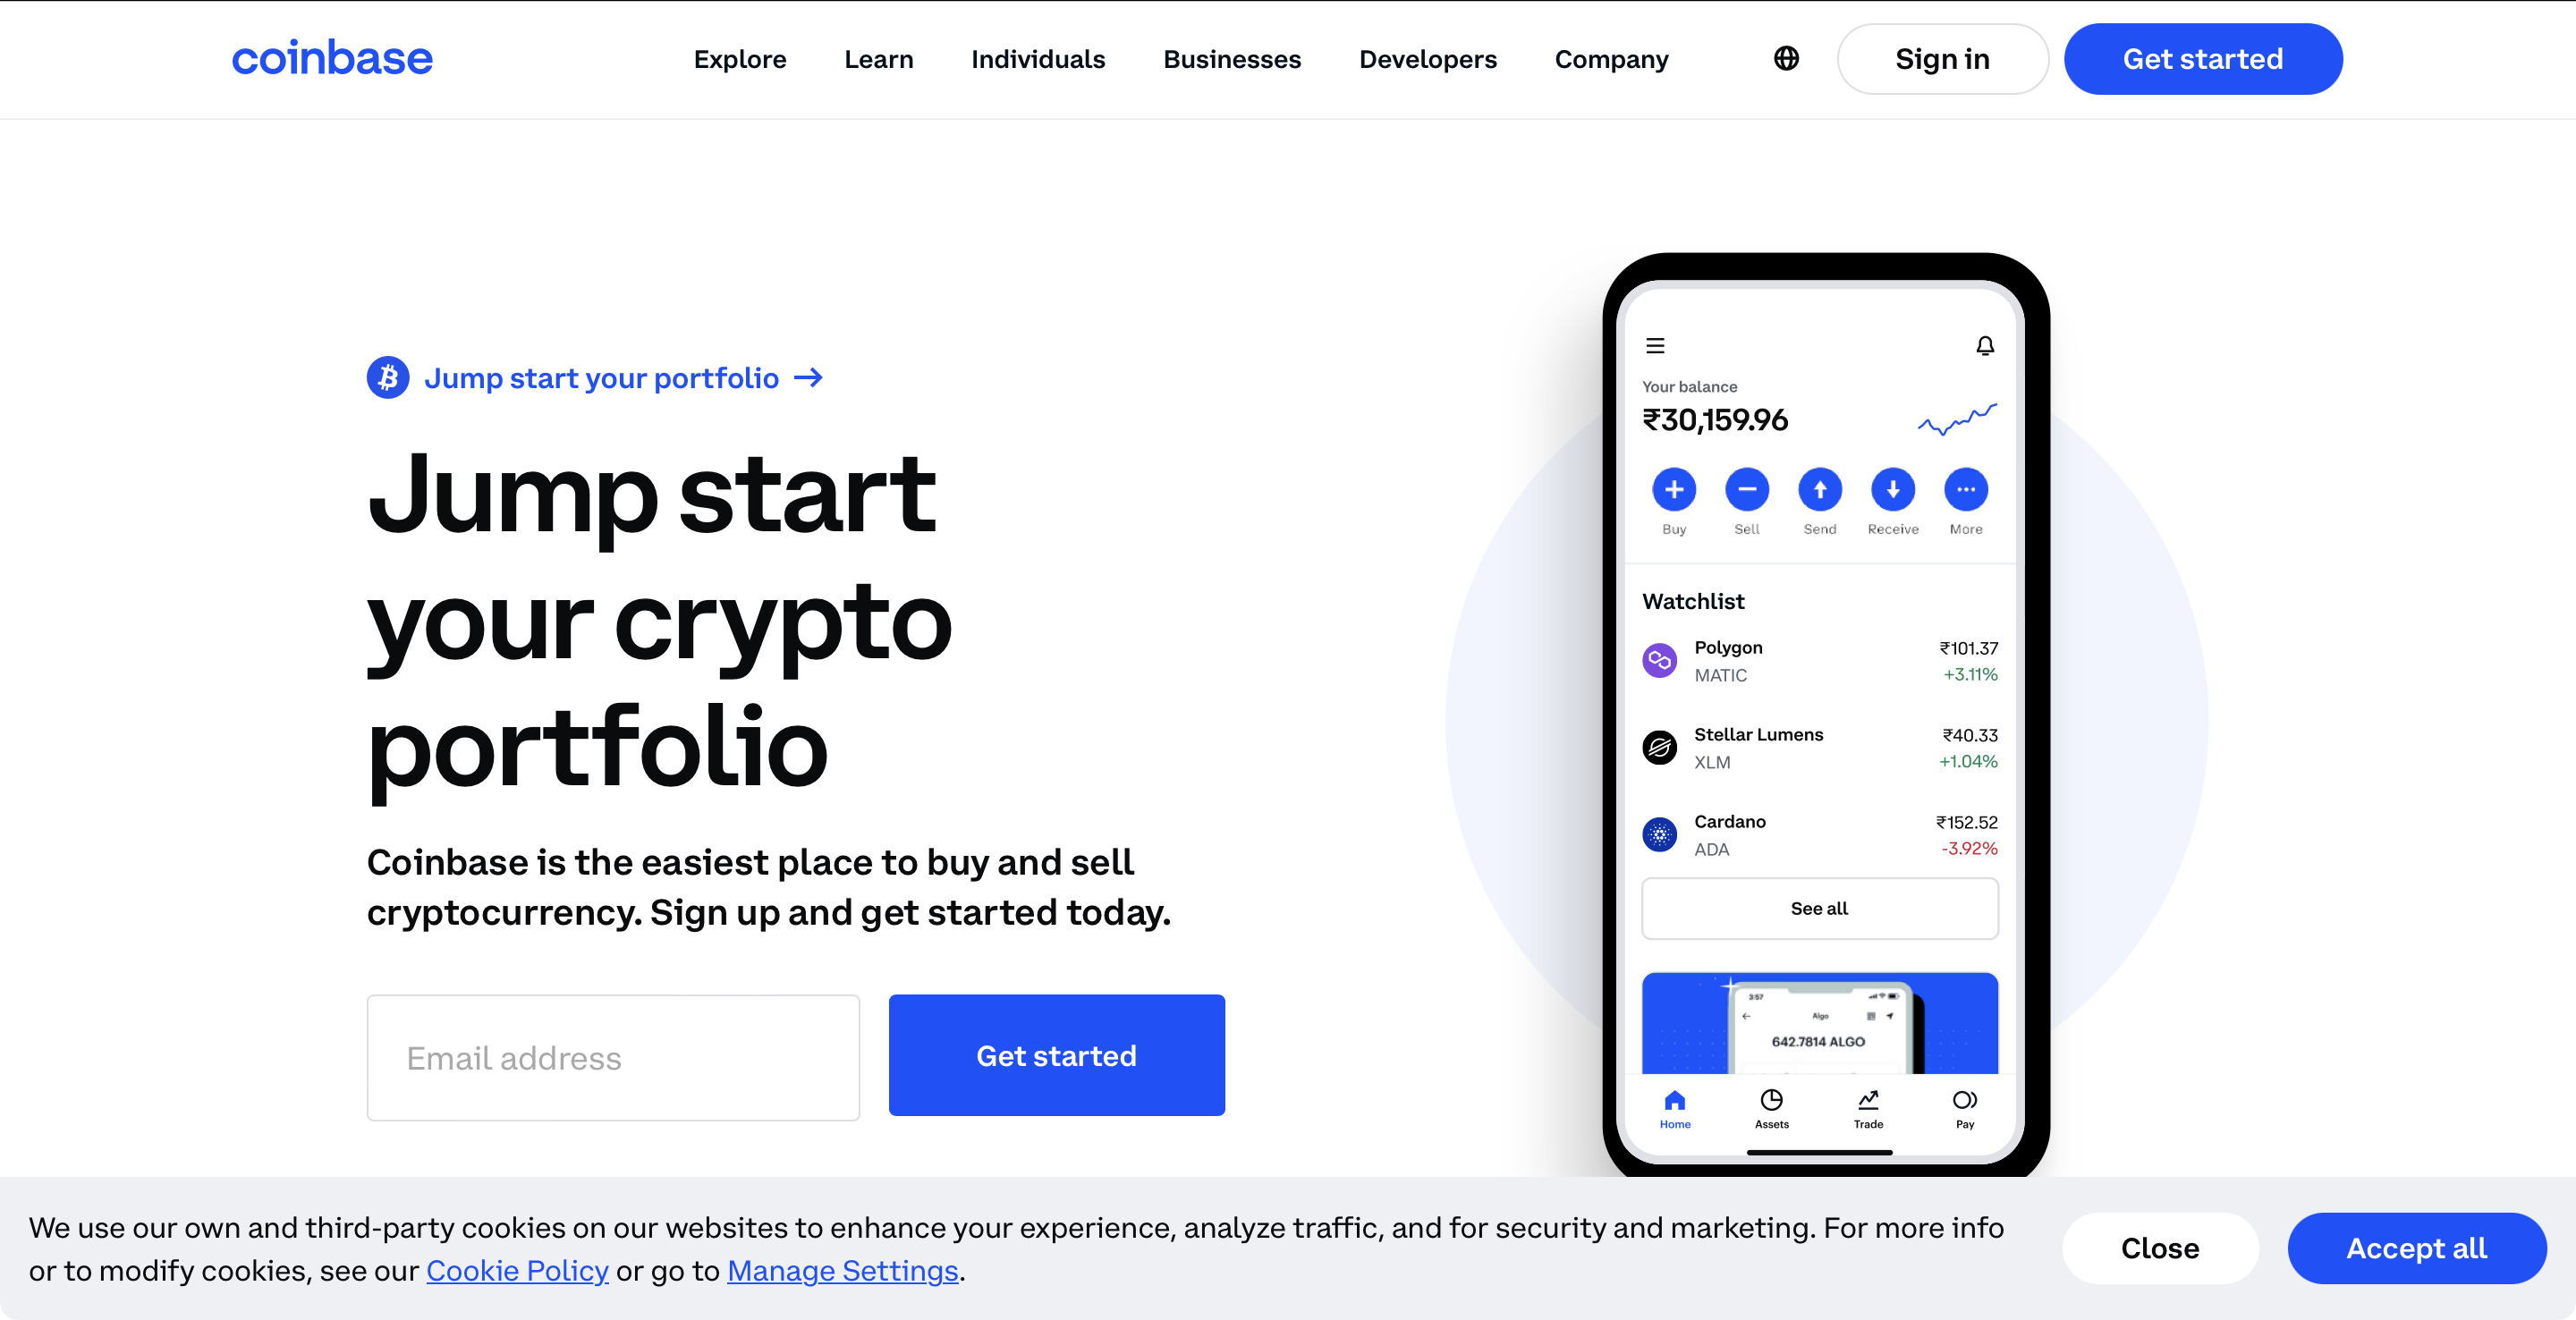 coinbase
Explore
Learn
Individuals
Businesses
Developers
Company
Sign in
Get started
Jump start your portfolio →
Jump start
your crypto
portfolio
Coinbase is the easiest place to buy and sell
cryptocurrency. Sign up and get started today.
Email address
Get started
Your balance
₹30,159.96
Buy
Sell
Send
Receive
More
Watchlist
Polygon
₹101.37
MATIC
+3.11%
Stellar Lumens
₹40.33
XLM
+1.04%
Cardano
₹152.52
ADA
-3.92%
See all
3:57
Algo
642.7814 ALGO
Home
Assets
Trade
Pay
We use our own and third-party cookies on our websites to enhance your experience, analyze traffic, and for security and marketing. For more info
or to modify cookies, see our Cookie Policy or go to Manage Settings.
Close
Accept all